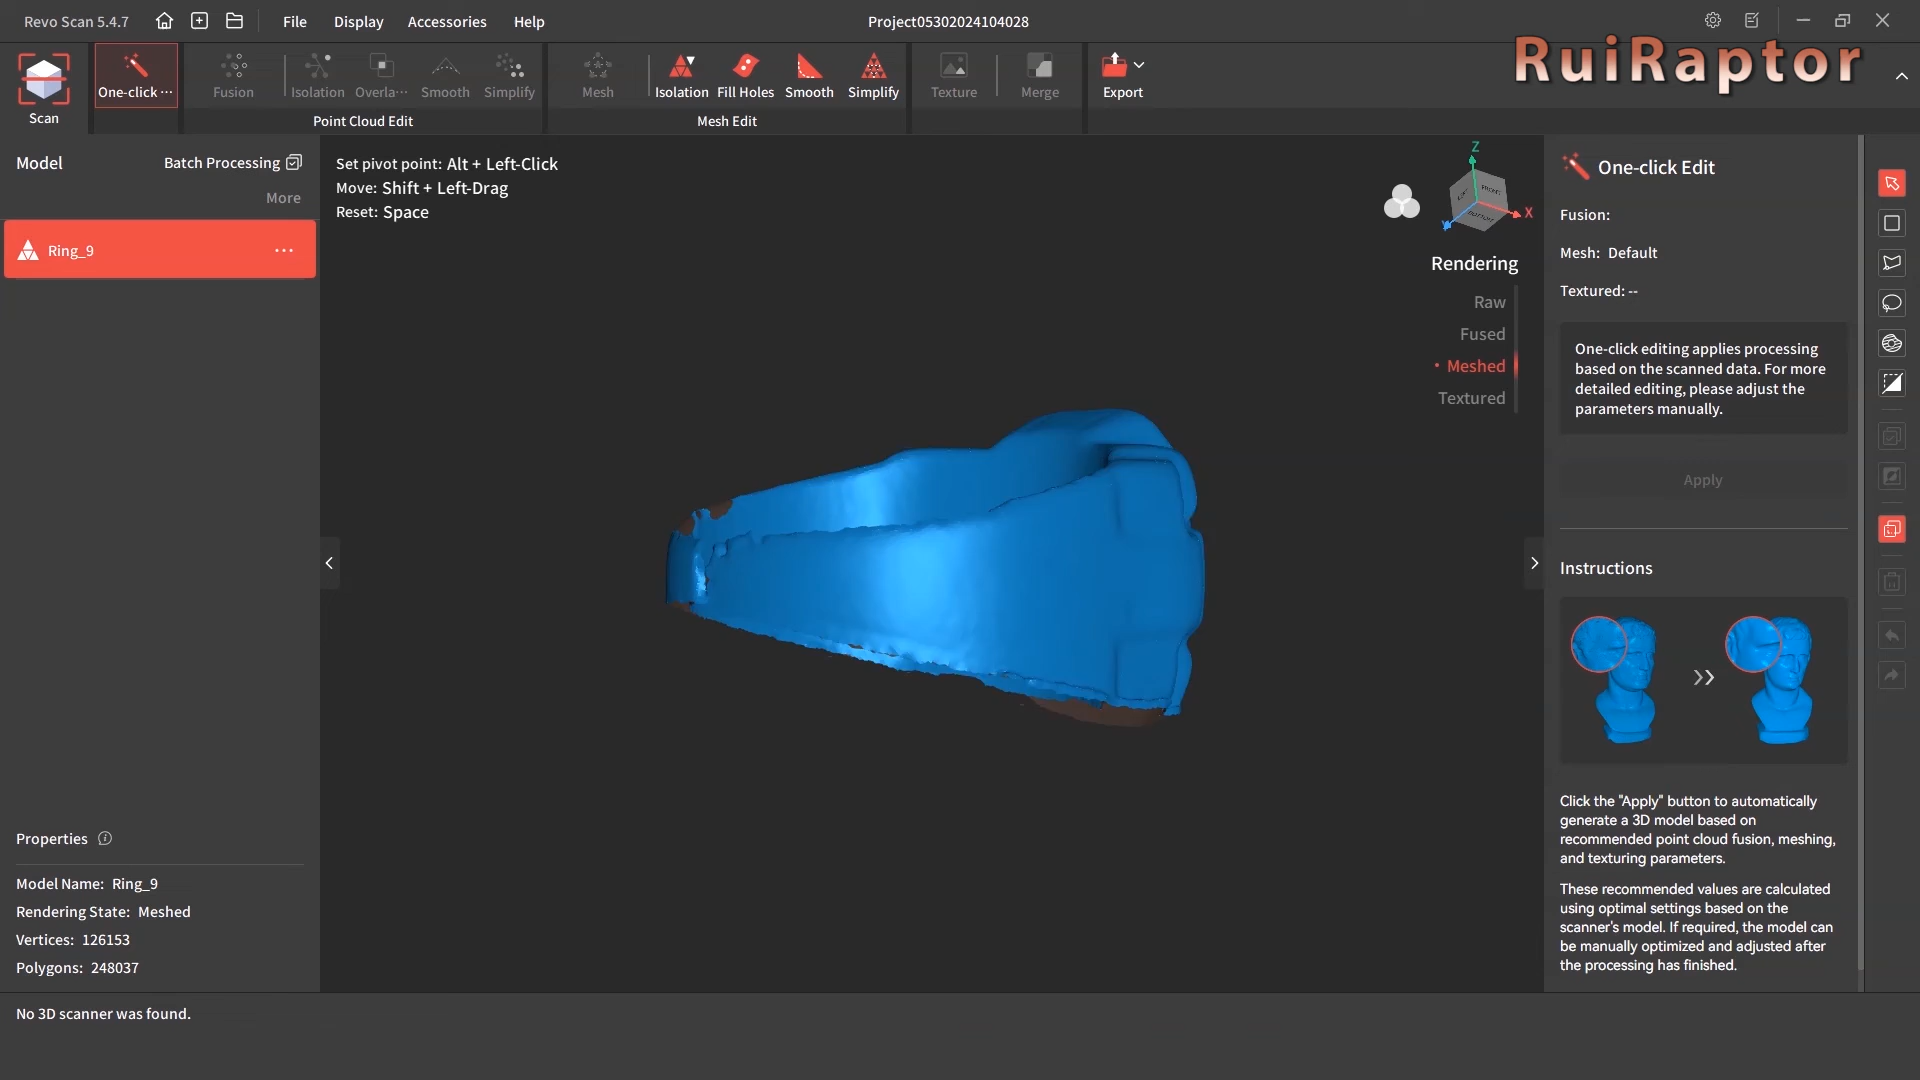 Revo Scan 5.4.7
File
Display
Accessories
Help
Project05302024104028
RuiRaptor
Scan
One-click ···
Fusion
Isolation
Overla···
Smooth
Simplify
Point Cloud Edit
Mesh
Isolation
Fill Holes
Smooth
Simplify
Mesh Edit
Texture
Merge
Export
Model
Batch Processing
More
Ring_9
Set pivot point: Alt + Left-Click
Move: Shift + Left-Drag
Reset: Space
Z
X
FRONT
BOTTOM
Rendering
Raw
Fused
Meshed
Textured
One-click Edit
Fusion:
Mesh: Default
Textured: --
One-click editing applies processing
based on the scanned data. For more
detailed editing, please adjust the
parameters manually.
Apply
Instructions
Click the "Apply" button to automatically
generate a 3D model based on
recommended point cloud fusion, meshing,
and texturing parameters.
These recommended values are calculated
using optimal settings based on the
scanner's model. If required, the model can
be manually optimized and adjusted after
the processing has finished.
Properties
Model Name: Ring_9
Rendering State: Meshed
Vertices: 126153
Polygons: 248037
No 3D scanner was found.